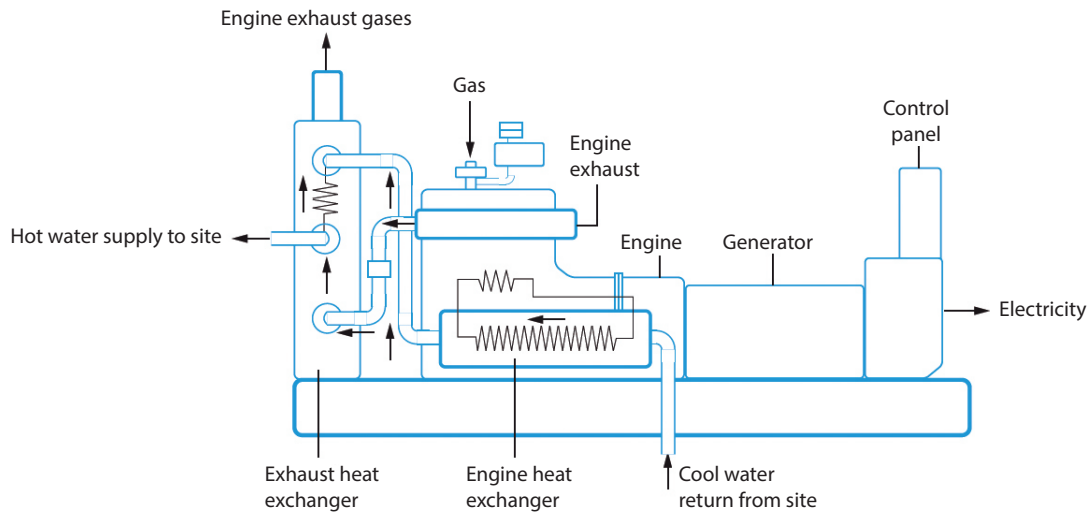 Engine exhaust gases
Gas
Control
panel
Engine
exhaust
Hot water supply to site
Engine
Generator
Electricity
Exhaust heat
exchanger
Engine heat
exchanger
Cool water
return from site